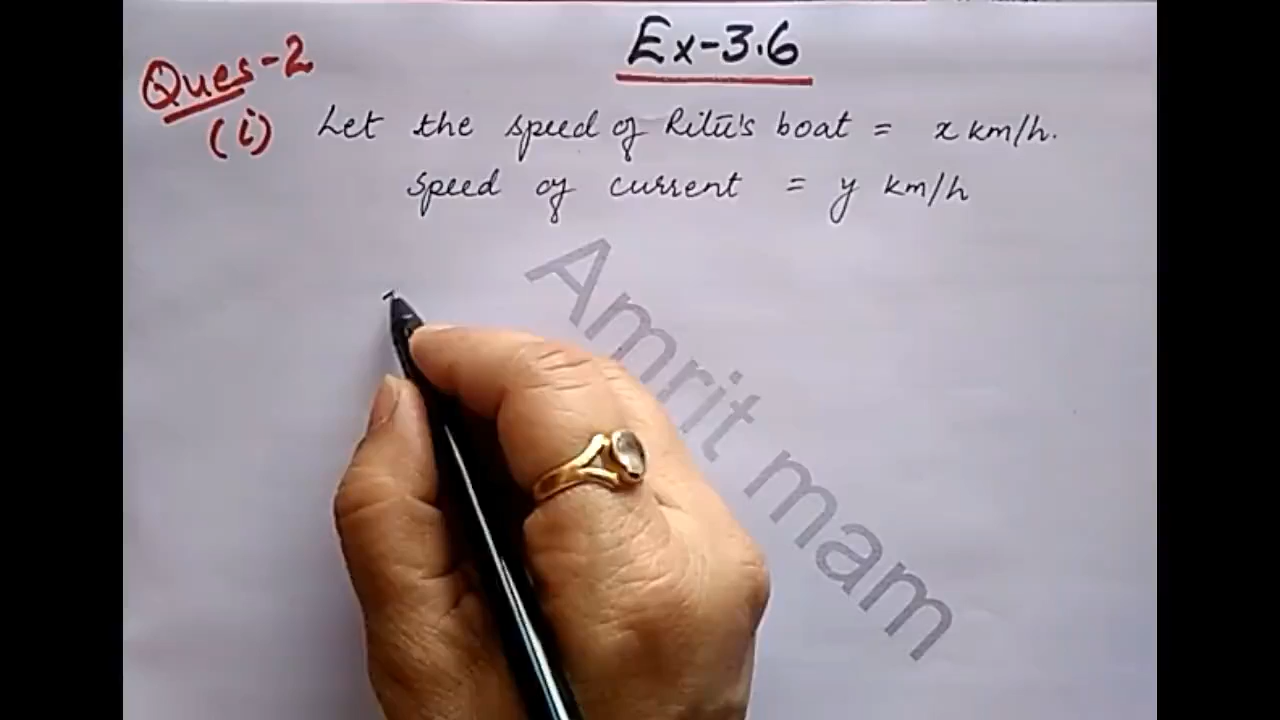 Ex-3.6
Ques-2
(i) Let the speed of Ritu's boat = x km/h.
speed of current = y km/h
Amrit mam